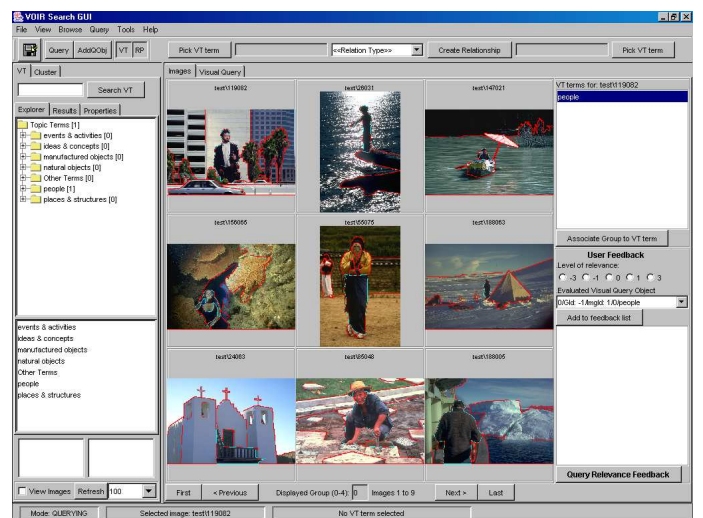 VOIR Search GUI
File View Browse Query Tools Help
Query AddQObj VT RP Pick VT term <<Relation Type>> Create Relationship Pick VT term
VT Cluster
Search VT
Explorer Results Properties
Topic Terms [1]
events & activities [0]
ideas & concepts [0]
manufactured objects [0]
natural objects [0]
Other Terms [0]
people [1]
places & structures [0]
events & activities
ideas & concepts
manufactured objects
natural objects
Other Terms
people
places & structures
View Images Refresh 100
Images Visual Query
test\119082 test\26031 test\147021
test\156065 test\55075 test\188063
test\24063 test\85048 test\188005
First < Previous Displayed Group (0-4): 0 Images 1 to 9 Next > Last
VT terms for: test\119082
people
Associate Group to VT term
User Feedback
Level of relevance:
-3 -1 0 1 3
Evaluated Visual Query Object
0/GId: -1/ImgId: 1/0/people
Add to feedback list
Query Relevance Feedback
Mode: QUERYING Selected image: test\119082 No VT term selected